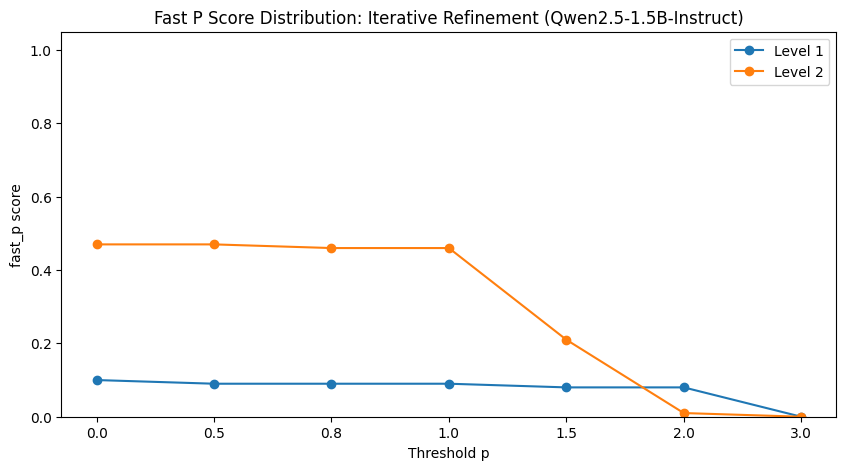 Fast P Score Distribution: Iterative Refinement (Qwen2.5-1.5B-Instruct)
Level 1
Level 2
fast_p score
1.0
0.8
0.6
0.4
0.2
0.0
0.0 0.5 0.8 1.0 1.5 2.0 3.0
Threshold p